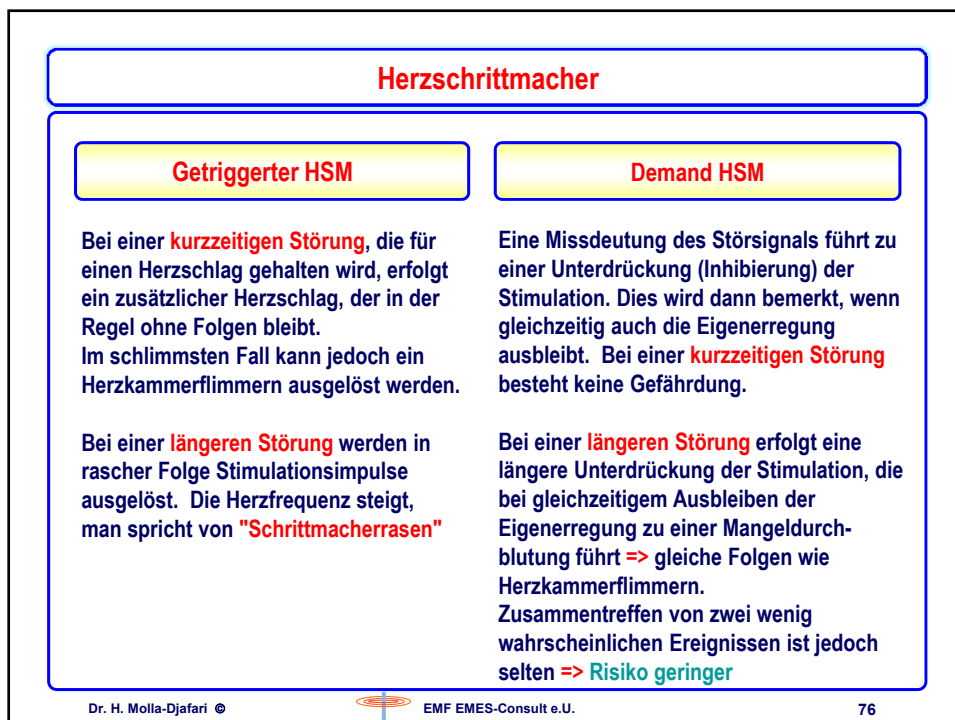 Herzschrittmacher
Getriggerter HSM
Bei einer kurzzeitigen Störung, die für
einen Herzschlag gehalten wird, erfolgt
ein zusätzlicher Herzschlag, der in der
Regel ohne Folgen bleibt.
Im schlimmsten Fall kann jedoch ein
Herzkammerflimmern ausgelöst werden.
Bei einer längeren Störung werden in
rascher Folge Stimulationsimpulse
ausgelöst. Die Herzfrequenz steigt,
man spricht von "Schrittmacherrasen"
Demand HSM
Eine Missdeutung des Störsignals führt zu
einer Unterdrückung (Inhibierung) der
Stimulation. Dies wird dann bemerkt, wenn
gleichzeitig auch die Eigenerregung
ausbleibt. Bei einer kurzzeitigen Störung
besteht keine Gefährdung.
Bei einer längeren Störung erfolgt eine
längere Unterdrückung der Stimulation, die
bei gleichzeitigem Ausbleiben der
Eigenerregung zu einer Mangeldurch-
blutung führt => gleiche Folgen wie
Herzkammerflimmern.
Zusammentreffen von zwei wenig
wahrscheinlichen Ereignissen ist jedoch
selten => Risiko geringer
Dr. H. Molla-Djafari © EMF EMES-Consult e.U. 76